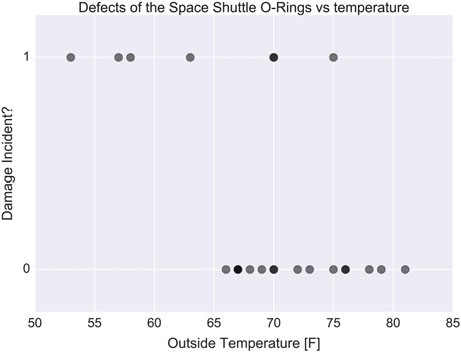 Defects of the Space Shuttle O-Rings vs temperature
1
Damage Incident?
0
50 55 60 65 70 75 80 85
Outside Temperature [F]